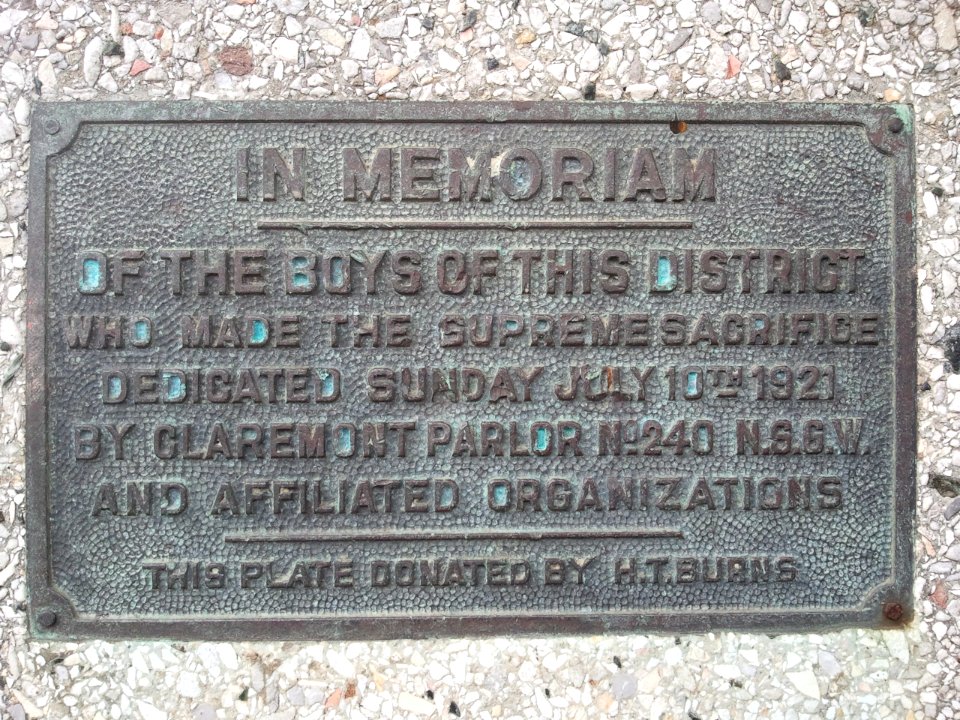 IN MEMORIAM
OF THE BOYS OF THIS DISTRICT
WHO MADE THE SUPREME SACRIFICE
DEDICATED SUNDAY JULY 10TH 1921
BY CLAREMONT PARLOR No 240 N.S.G.W.
AND AFFILIATED ORGANIZATIONS
THIS PLATE DONATED BY H.T.BURNS